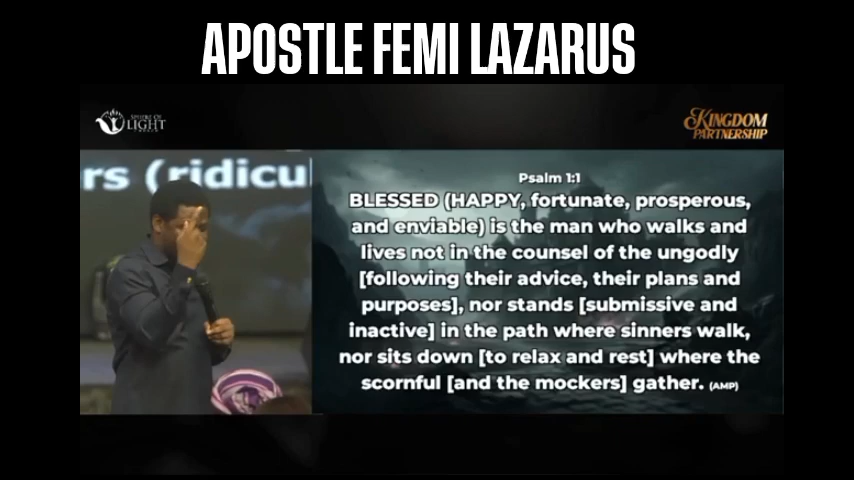 APOSTLE FEMI LAZARUS
SPHERE OF
LIGHT
KINGDOM
PARTNERSHIP
rs (ridicul
Psalm 1:1
BLESSED (HAPPY, fortunate, prosperous,
and enviable) is the man who walks and
lives not in the counsel of the ungodly
[following their advice, their plans and
purposes], nor stands [submissive and
inactive] in the path where sinners walk,
nor sits down [to relax and rest] where the
scornful [and the mockers] gather. (AMP)